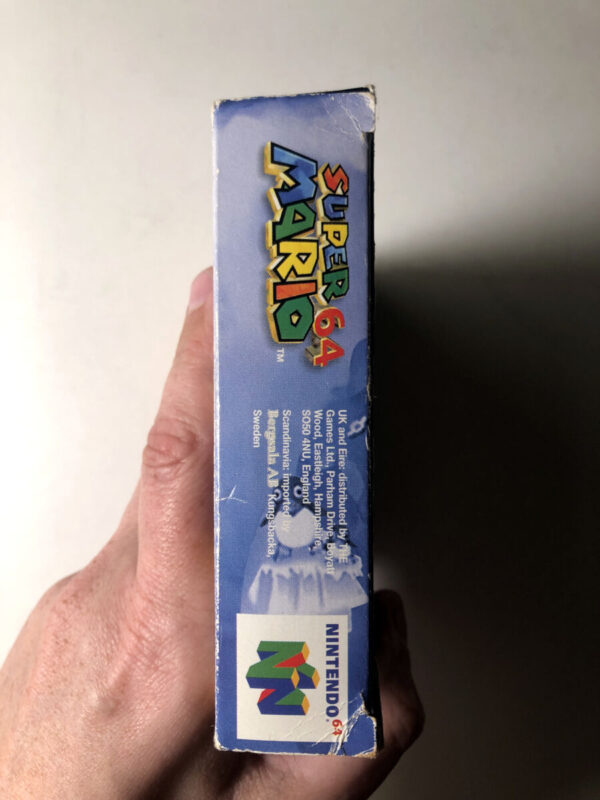 SUPER 64
MARIO
TM
UK and Eire: distributed by THE
Games Ltd., Parham Drive, Boyatt
Wood, Eastleigh, Hampshire,
SO50 4NU, England
Scandinavia: imported by
Bergsala AB Kungsbacka,
Sweden
NINTENDO 64